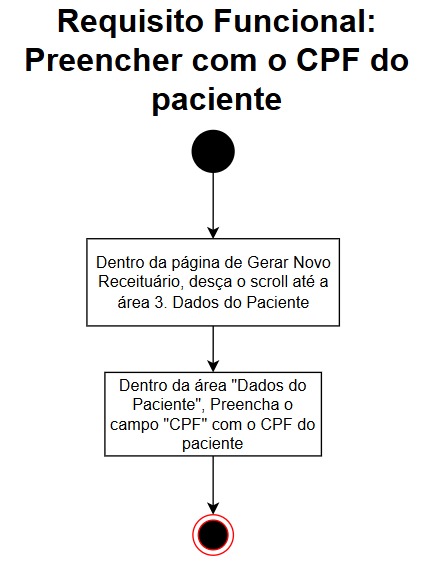 Requisito Funcional:
Preencher com o CPF do
paciente
Dentro da página de Gerar Novo
Receituário, desça o scroll até a
área 3. Dados do Paciente
Dentro da área "Dados do
Paciente", Preencha o
campo "CPF" com o CPF do
paciente